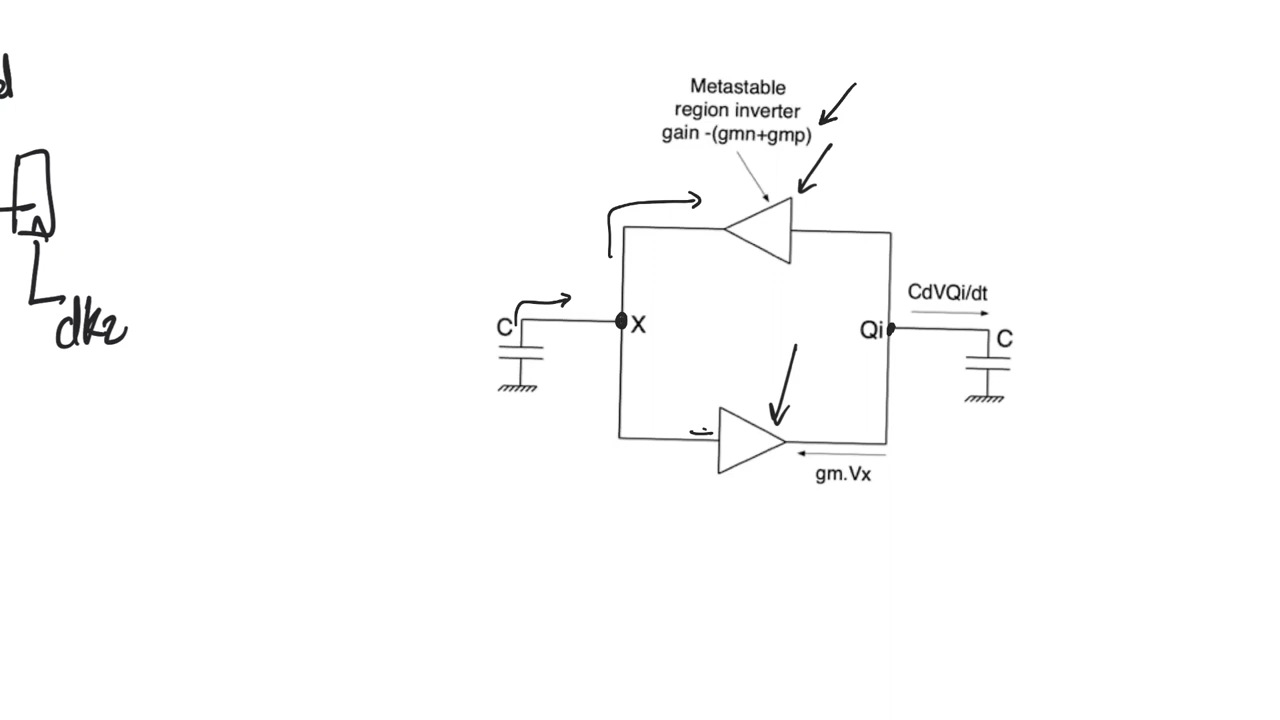 Metastable
region inverter
gain -(gmn+gmp)
CdVQi/dt
C
X
Qi
C
gm.Vx